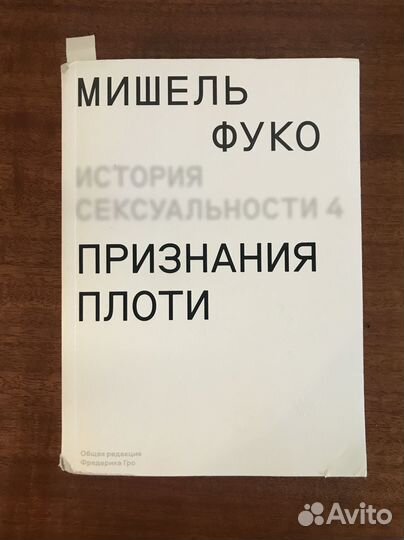 МИШЕЛЬ
ФУКО
ИСТОРИЯ
СЕКСУАЛЬНОСТИ 4
ПРИЗНАНИЯ
ПЛОТИ
Общая редакция
Фредерика Гро
Avito